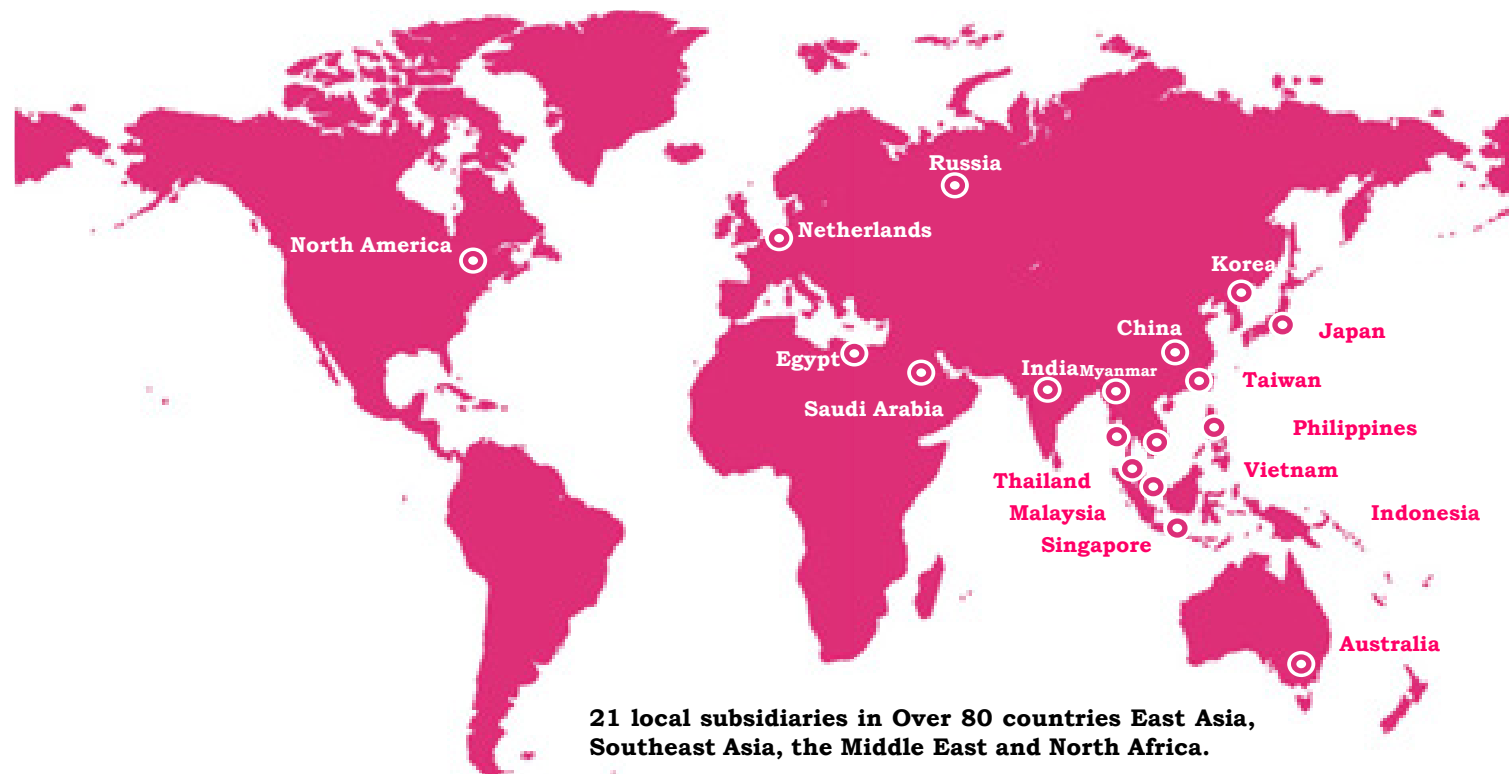 Russia
Netherlands
North America
Korea
China
Japan
Egypt
India
Myanmar
Taiwan
Saudi Arabia
Philippines
Vietnam
Thailand
Malaysia
Indonesia
Singapore
Australia
21 local subsidiaries in Over 80 countries East Asia,
Southeast Asia, the Middle East and North Africa.